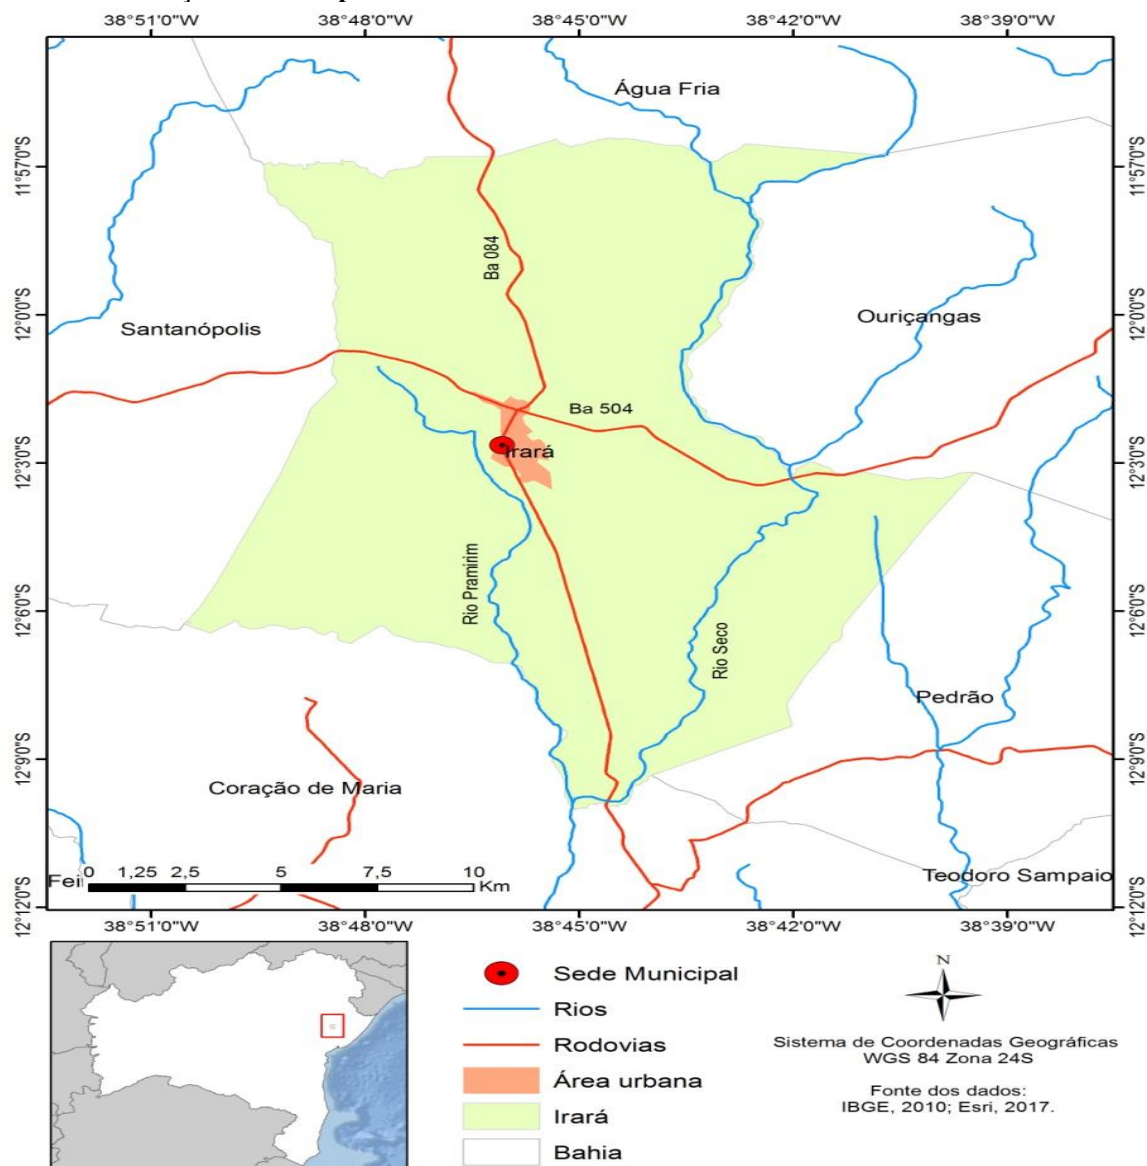 38°51'0"W 38°48'0"W 38°45'0"W 38°42'0"W 38°39'0"W
Água Fria
11°57'0"S 11°57'0"S
Ba 084
12°0'0"S 12°0'0"S
Santanópolis
Ouriçangas
Ba 504
Irará
12°3'0"S 12°3'0"S
Rio Pramirim
Rio Seco
12°6'0"S 12°6'0"S
Pedrão
12°9'0"S 12°9'0"S
Coração de Maria
0 1,25 2,5 5 7,5 10
Km
Fei
Teodoro Sampaio
12°12'0"S 12°12'0"S
38°51'0"W 38°48'0"W 38°45'0"W 38°42'0"W 38°39'0"W
Sede Municipal
Rios
Rodovias
Área urbana
Irará
Bahia
N
Sistema de Coordenadas Geográficas
WGS 84 Zona 24S
Fonte dos dados:
IBGE, 2010; Esri, 2017.